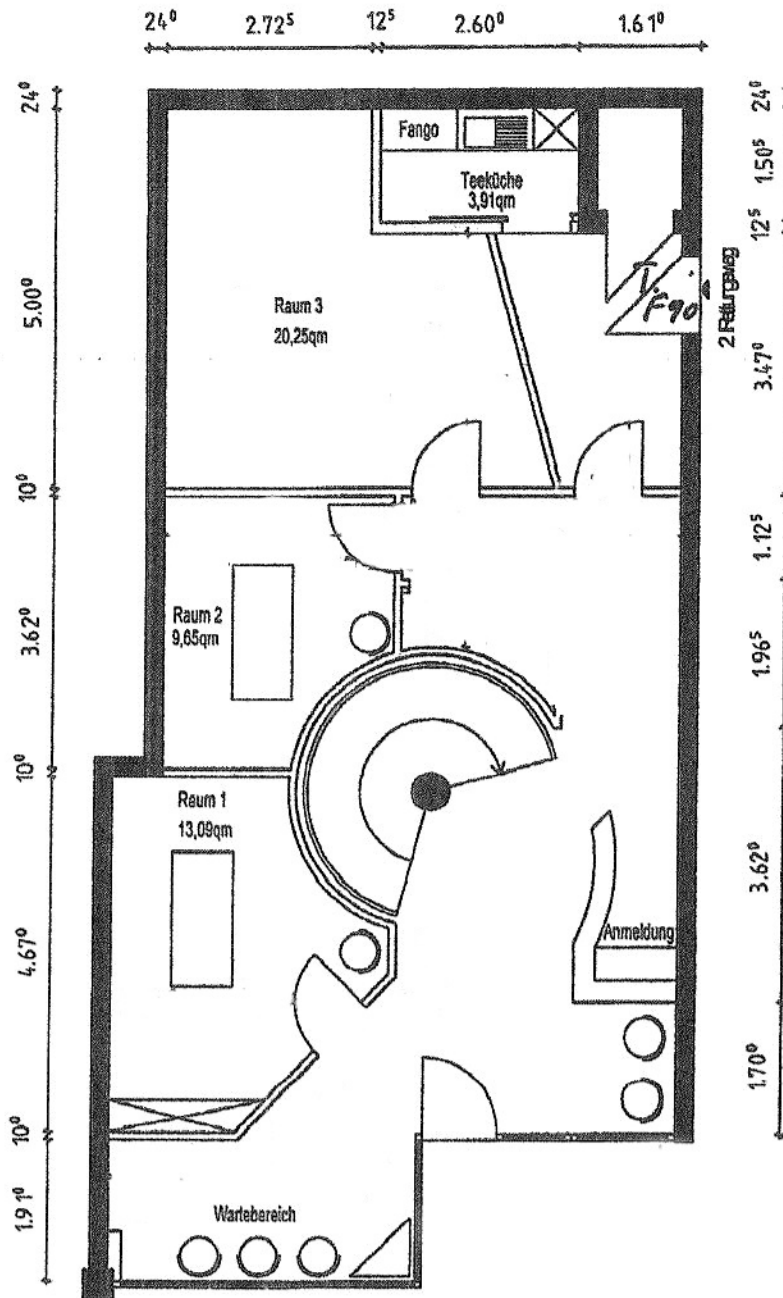 24⁰ 2.72⁵ 12⁵ 2.60⁰ 1.61⁰
24⁰
5.00⁰
10⁰
3.62⁰
10⁰
4.67⁰
10⁰
1.91⁰
Fango
Teeküche
3,91qm
Raum 3
20,25qm
T.
F90
2.Rettungsweg
Raum 2
9,65qm
Raum 1
13,09qm
Anmeldung
Wartebereich
24⁰
1.50⁵
12⁵
3.47⁰
1.12⁵
1.96⁵
3.62⁰
1.70⁰